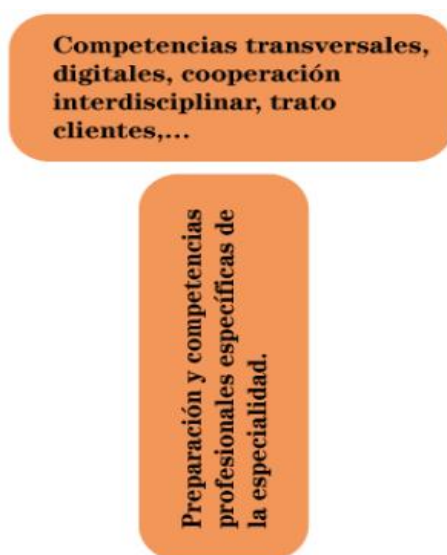 Competencias transversales,
digitales, cooperación
interdisciplinar, trato
clientes,...
Preparación y competencias
profesionales específicas de
la especialidad.